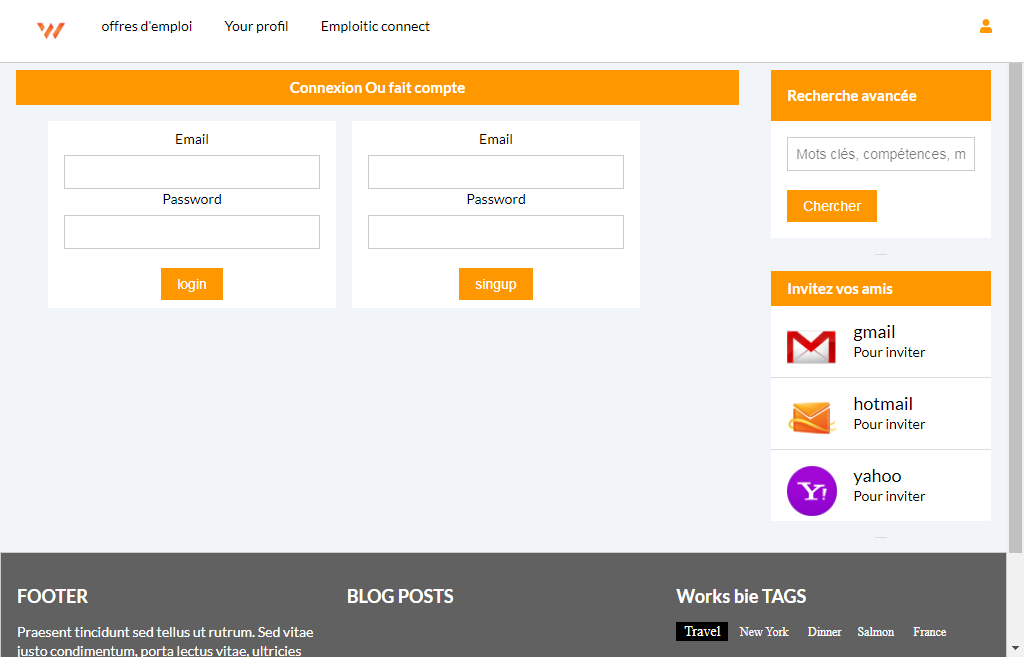 offres d'emploi
Your profil
Emploitic connect
Connexion Ou fait compte
Email
Password
login
Email
Password
singup
Recherche avancée
Mots clés, compétences, m
Chercher
Invitez vos amis
gmail
Pour inviter
hotmail
Pour inviter
yahoo
Pour inviter
FOOTER
Praesent tincidunt sed tellus ut rutrum. Sed vitae
justo condimentum, porta lectus vitae, ultricies
BLOG POSTS
Works bie TAGS
Travel New York Dinner Salmon France